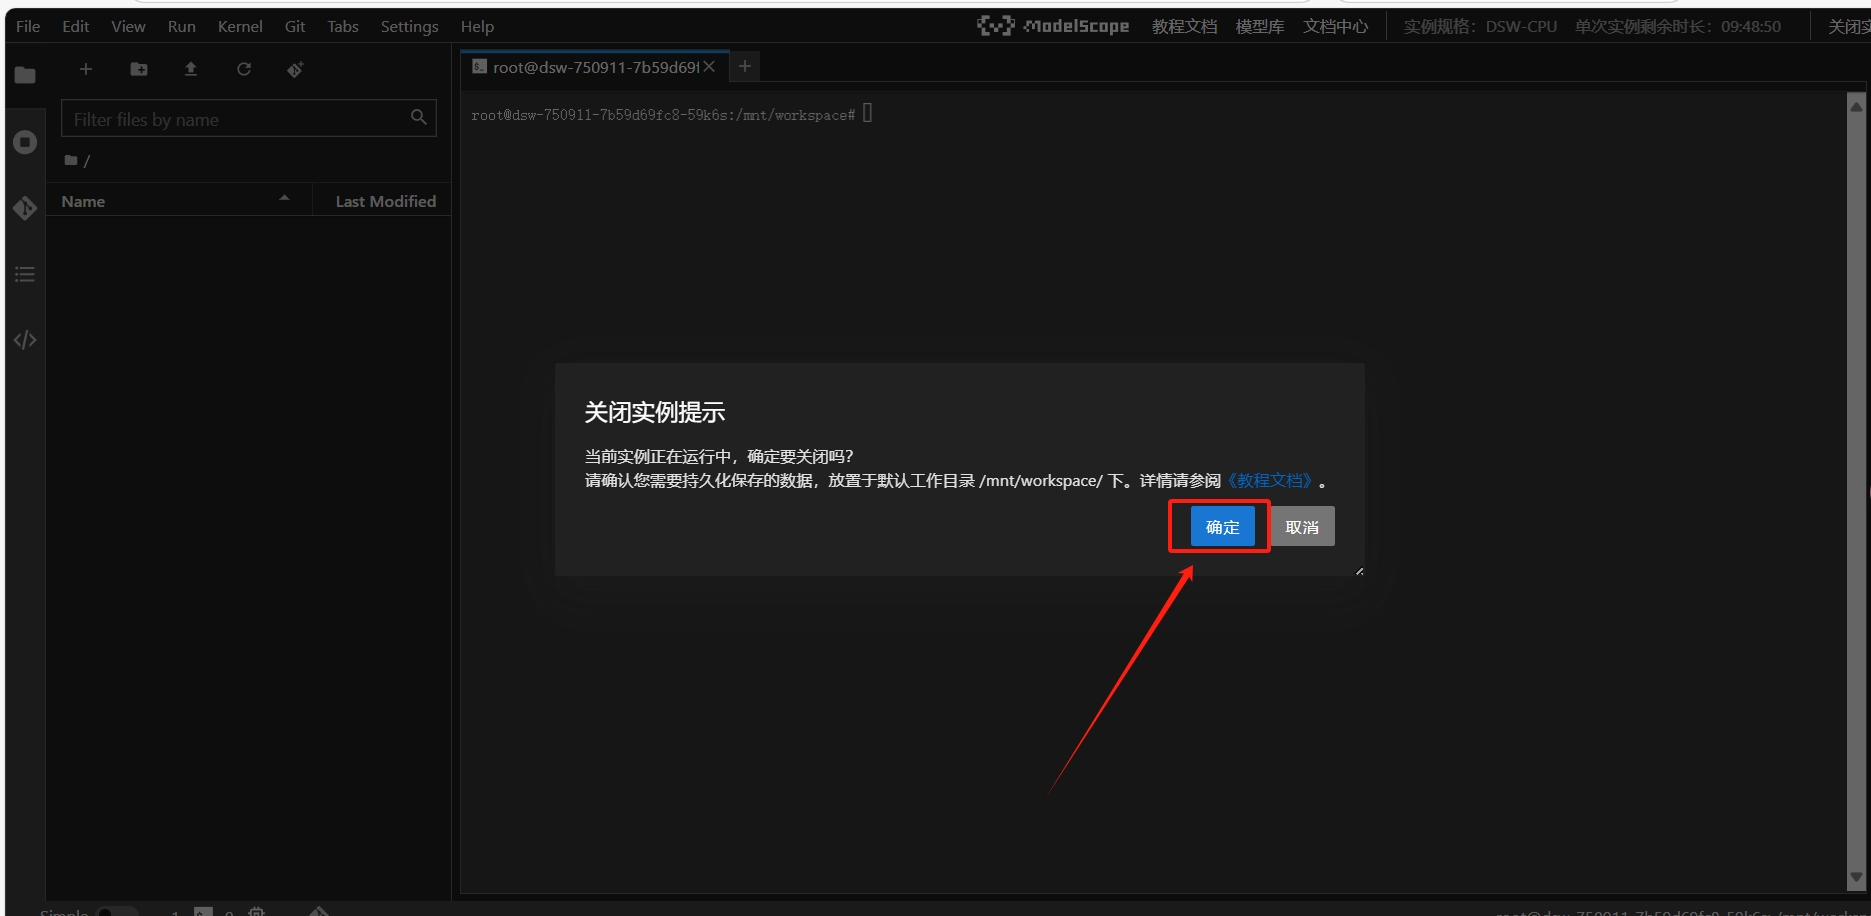 File Edit View Run Kernel Git Tabs Settings Help
ModelScope 教程文档 模型库 文档中心 实例规格：DSW-CPU 单次实例剩余时长：09:48:50 关闭实
root@dsw-750911-7b59d69f
Filter files by name
/
Name Last Modified
root@dsw-750911-7b59d69fc8-59k6s:/mnt/workspace#
关闭实例提示
当前实例正在运行中，确定要关闭吗？
请确认您需要持久化保存的数据，放置于默认工作目录 /mnt/workspace/ 下。详情请参阅《教程文档》。
确定 取消
Simple 1 0